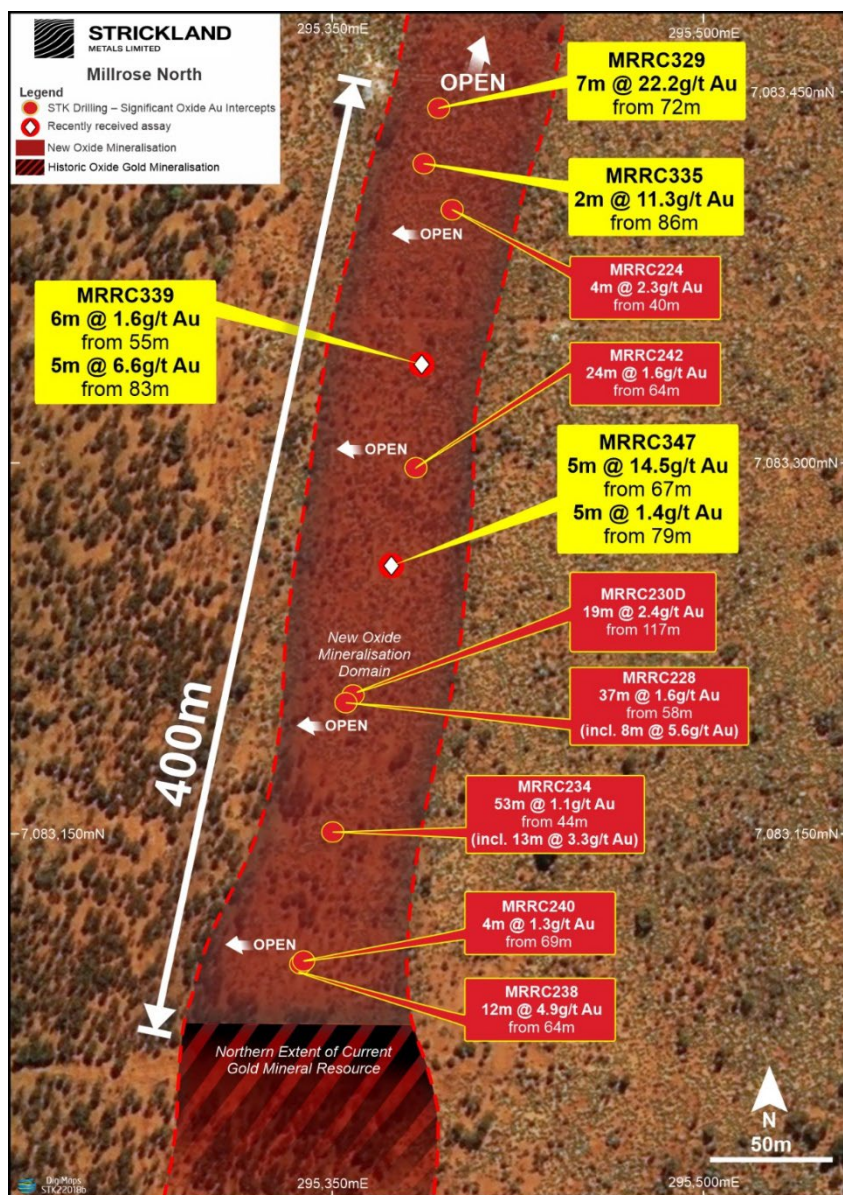 STRICKLAND
METALS LIMITED
Millrose North
Legend
STK Drilling – Significant Oxide Au Intercepts
Recently received assay
New Oxide Mineralisation
Historic Oxide Gold Mineralisation
295,350mE
295,500mE
OPEN
MRRC329
7m @ 22.2g/t Au
from 72m
7,083,450mN
MRRC335
2m @ 11.3g/t Au
from 86m
OPEN
MRRC224
4m @ 2.3g/t Au
from 40m
MRRC339
6m @ 1.6g/t Au
from 55m
5m @ 6.6g/t Au
from 83m
MRRC242
24m @ 1.6g/t Au
from 64m
OPEN
7,083,300mN
MRRC347
5m @ 14.5g/t Au
from 67m
5m @ 1.4g/t Au
from 79m
MRRC230D
19m @ 2.4g/t Au
from 117m
New Oxide
Mineralisation
Domain
MRRC228
37m @ 1.6g/t Au
from 58m
(incl. 8m @ 5.6g/t Au)
OPEN
400m
MRRC234
53m @ 1.1g/t Au
from 44m
(incl. 13m @ 3.3g/t Au)
7,083,150mN
7,083,150mN
MRRC240
4m @ 1.3g/t Au
from 69m
OPEN
MRRC238
12m @ 4.9g/t Au
from 64m
Northern Extent of Current
Gold Mineral Resource
N
50m
DigMaps
STK2201Bb
295,350mE
295,500mE